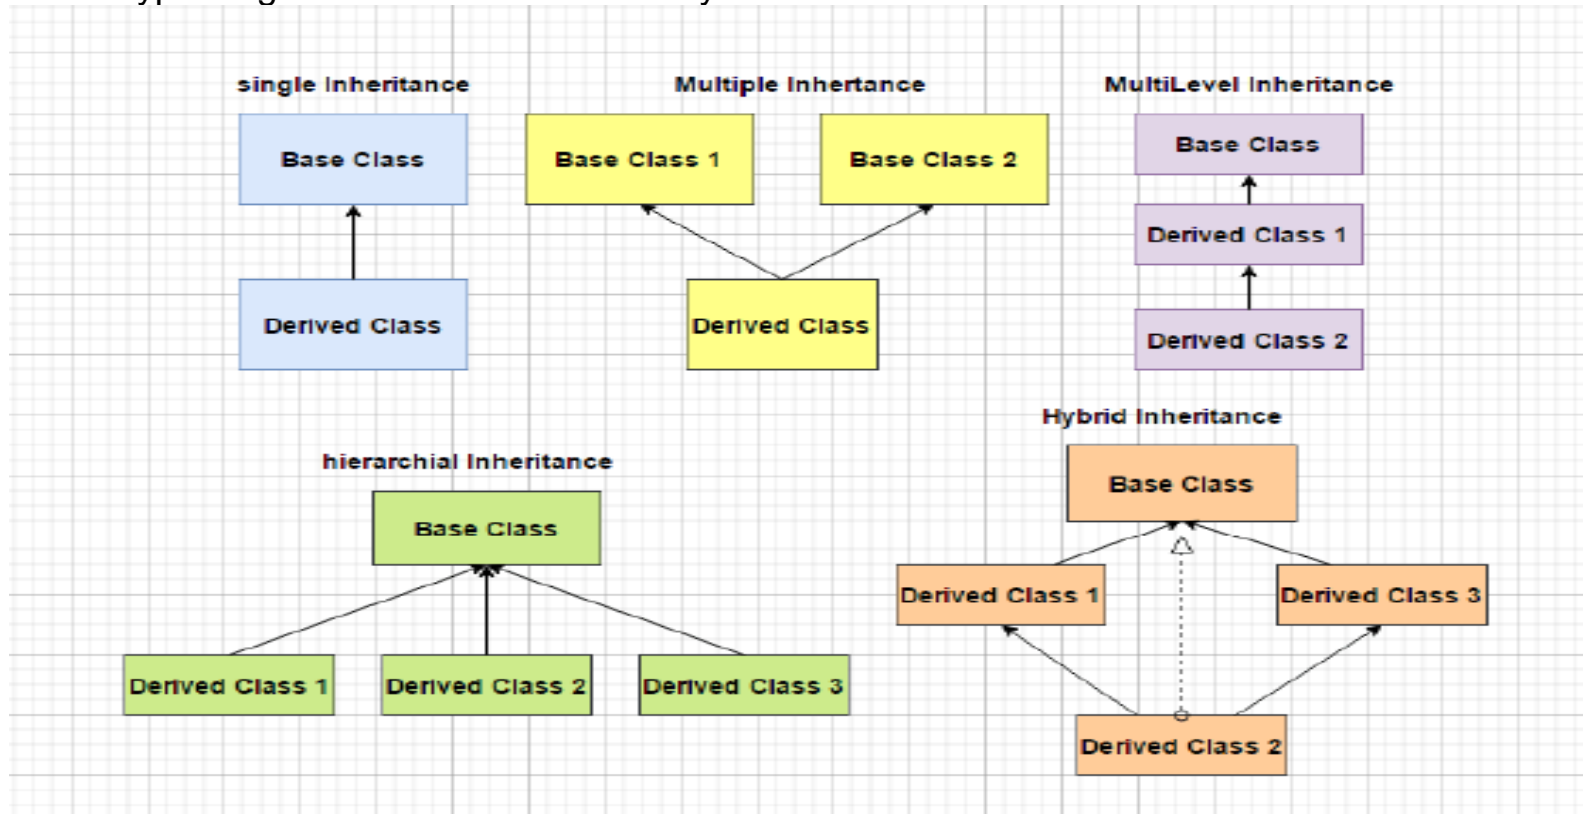 single Inheritance
Multiple Inhertance
MultiLevel Inheritance
Base Class
Base Class 1
Base Class 2
Base Class
Derived Class 1
Derived Class
Derived Class
Derived Class 2
Hybrid Inheritance
hierarchial Inheritance
Base Class
Base Class
Derived Class 1
Derived Class 3
Derived Class 1
Derived Class 2
Derived Class 3
Derived Class 2